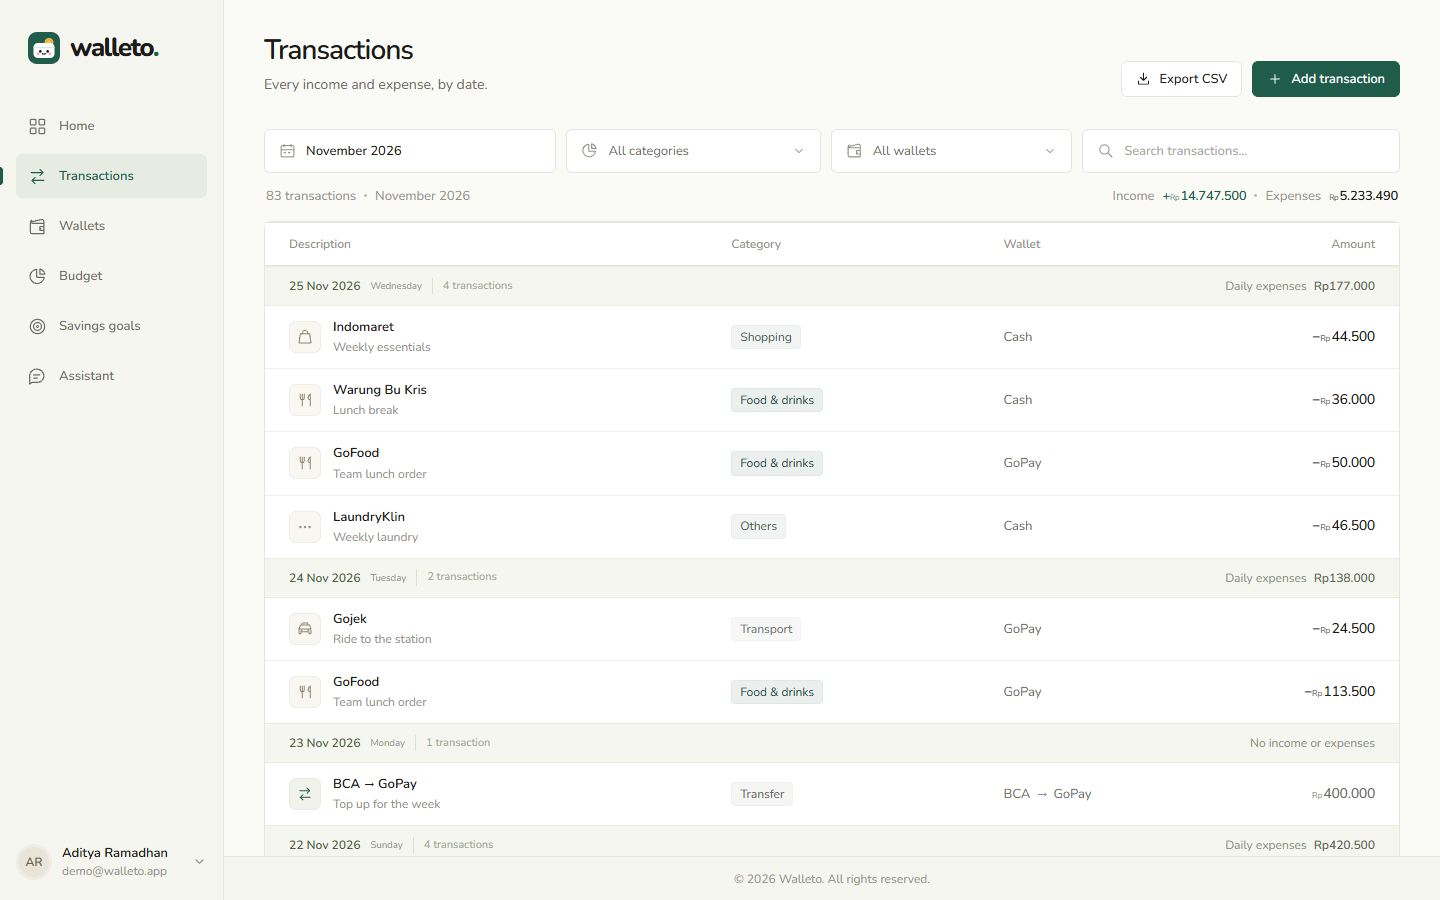 walleto.
Home
Transactions
Wallets
Budget
Savings goals
Assistant
AR
Aditya Ramadhan
demo@walleto.app
Transactions
Every income and expense, by date.
Export CSV
Add transaction
November 2026
All categories
All wallets
Search transactions...
83 transactions • November 2026
Income +Rp14.747.500 • Expenses Rp5.233.490
Description Category Wallet Amount
25 Nov 2026 Wednesday 4 transactions Daily expenses Rp177.000
Indomaret
Weekly essentials
Shopping
Cash
−Rp44.500
Warung Bu Kris
Lunch break
Food & drinks
Cash
−Rp36.000
GoFood
Team lunch order
Food & drinks
GoPay
−Rp50.000
LaundryKlin
Weekly laundry
Others
Cash
−Rp46.500
24 Nov 2026 Tuesday 2 transactions Daily expenses Rp138.000
Gojek
Ride to the station
Transport
GoPay
−Rp24.500
GoFood
Team lunch order
Food & drinks
GoPay
−Rp113.500
23 Nov 2026 Monday 1 transaction No income or expenses
BCA → GoPay
Top up for the week
Transfer
BCA → GoPay
Rp400.000
22 Nov 2026 Sunday 4 transactions Daily expenses Rp420.500
© 2026 Walleto. All rights reserved.